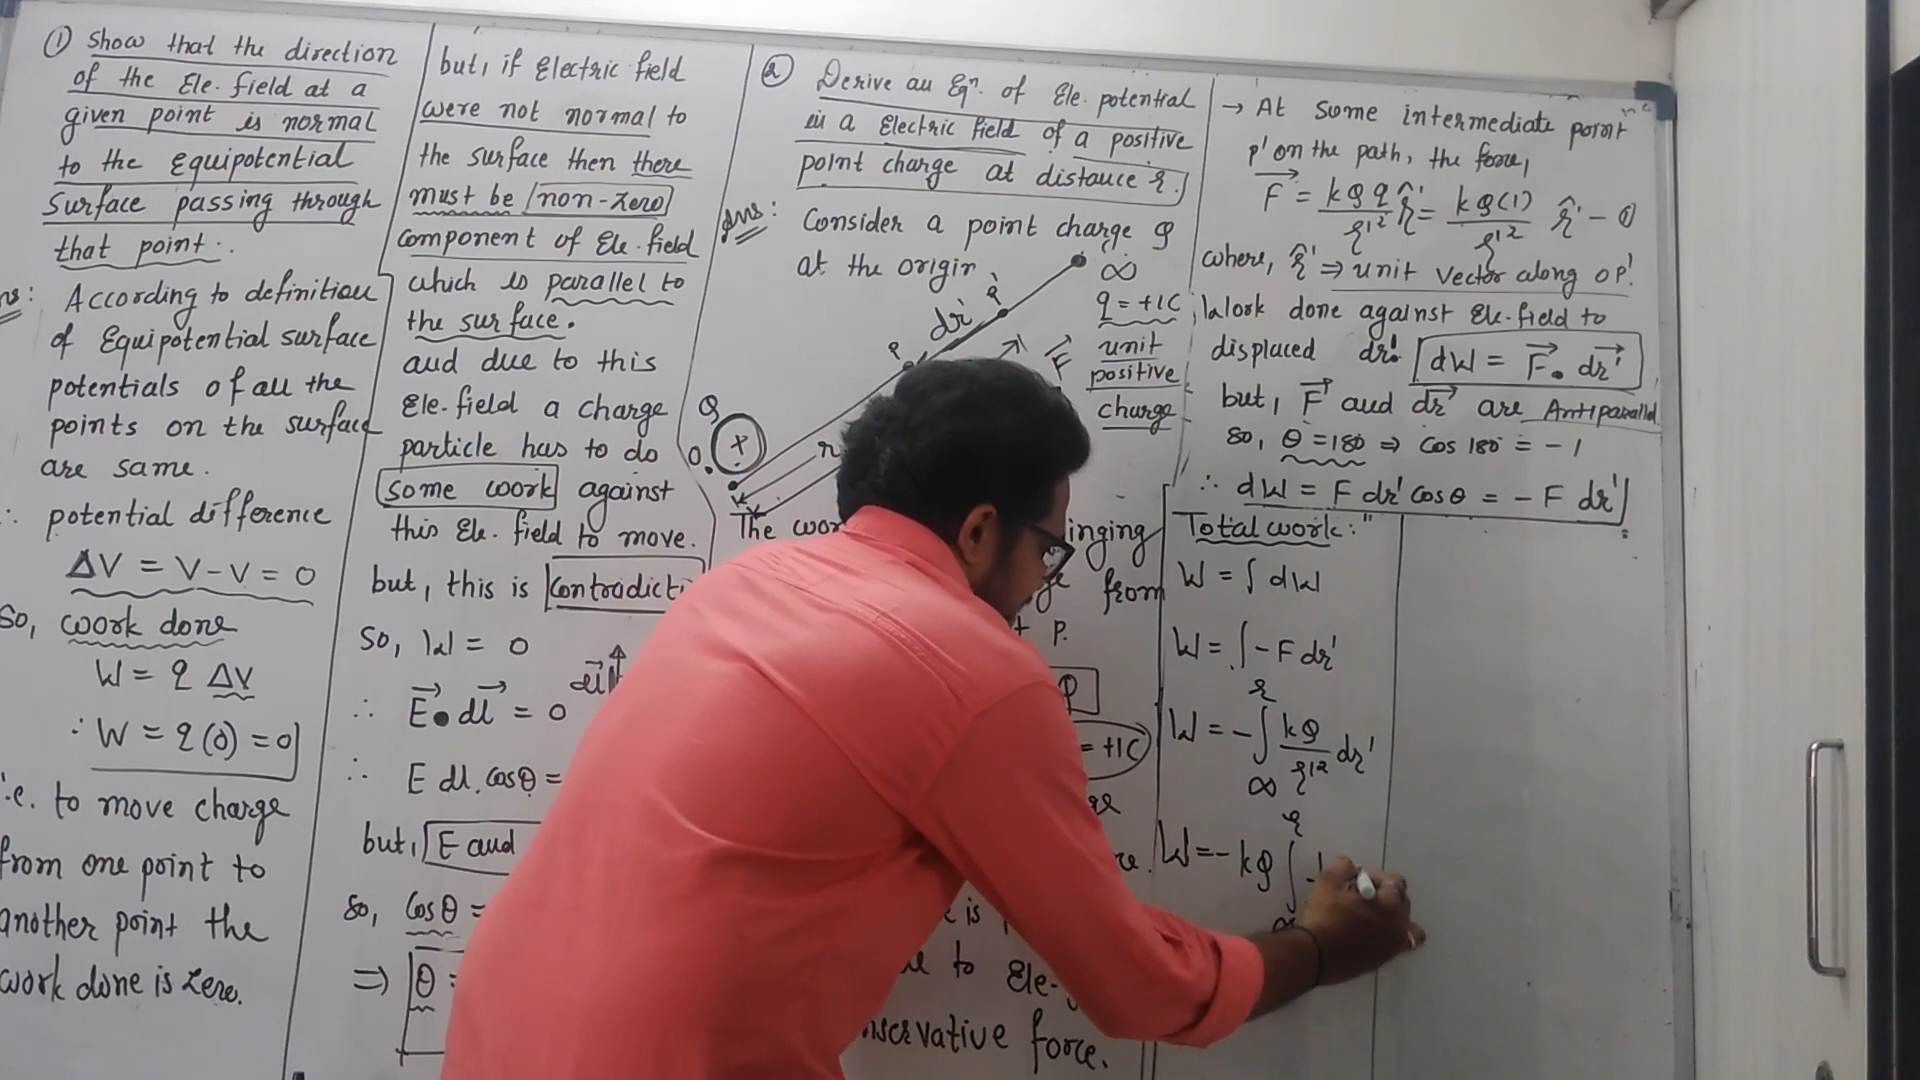 ① Show that the direction
of the Ele. field at a
given point is normal
to the Equipotential
Surface passing through
that point.
According to definition
of Equipotential surface
potentials of all the
points on the surface
are same.
∴ potential difference
ΔV = V-V = 0
So, work done
W = q ΔV
∴ W = q(0) = 0
i.e. to move charge
from one point to
another point the
work done is zero.
but, if Electric field
were not normal to
the surface then there
must be non-zero
component of Ele. field
which is parallel to
the surface.
and due to this
Ele. field a charge
particle has to do
some work against
this Ele. field to move.
but, this is
So, W = 0
dl
∴ E • dl = 0
∴ E dl. cosθ =
but, E and
So, cosθ =
⇒ θ =
② Derive an Eqn. of Ele. potential
in a Electric field of a positive
point charge at distance r.
Ans: Consider a point charge Q
at the origin
∞
q = +1C
unit
positive
charge
dr'
F
Q
+
O
r
The
from
P.
= +1C
is
to Ele.
force.
→ At some intermediate point
p' on the path, the force,
F = kQq/r'² r̂' = kQ(1)/r'² r̂' - ①
where, r̂' ⇒ unit vector along op'.
Work done against Ele. field to
displaced dr'. dW = F • dr'
but, F and dr' are Antiparallel
so, θ = 180 ⇒ cos 180 = -1
∴ dW = F dr' cosθ = - F dr'
Total work:
W = ∫ dW
W = ∫ - F dr'
W = - ∫∞^r kQ/r'² dr'
W = - kQ ∫∞^r